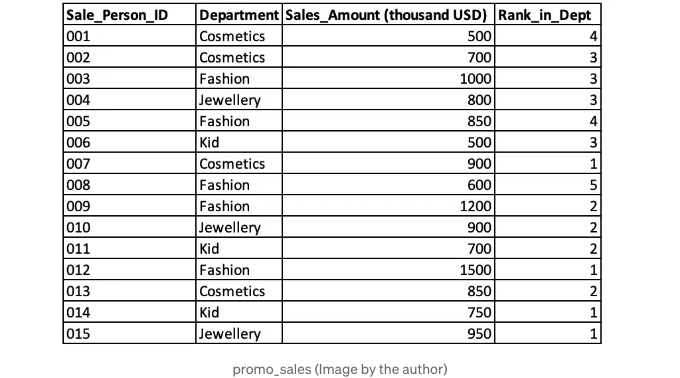 Sale_Person_ID Department Sales_Amount (thousand USD) Rank_in_Dept
001 Cosmetics 500 4
002 Cosmetics 700 3
003 Fashion 1000 3
004 Jewellery 800 3
005 Fashion 850 4
006 Kid 500 3
007 Cosmetics 900 1
008 Fashion 600 5
009 Fashion 1200 2
010 Jewellery 900 2
011 Kid 700 2
012 Fashion 1500 1
013 Cosmetics 850 2
014 Kid 750 1
015 Jewellery 950 1
promo_sales (Image by the author)